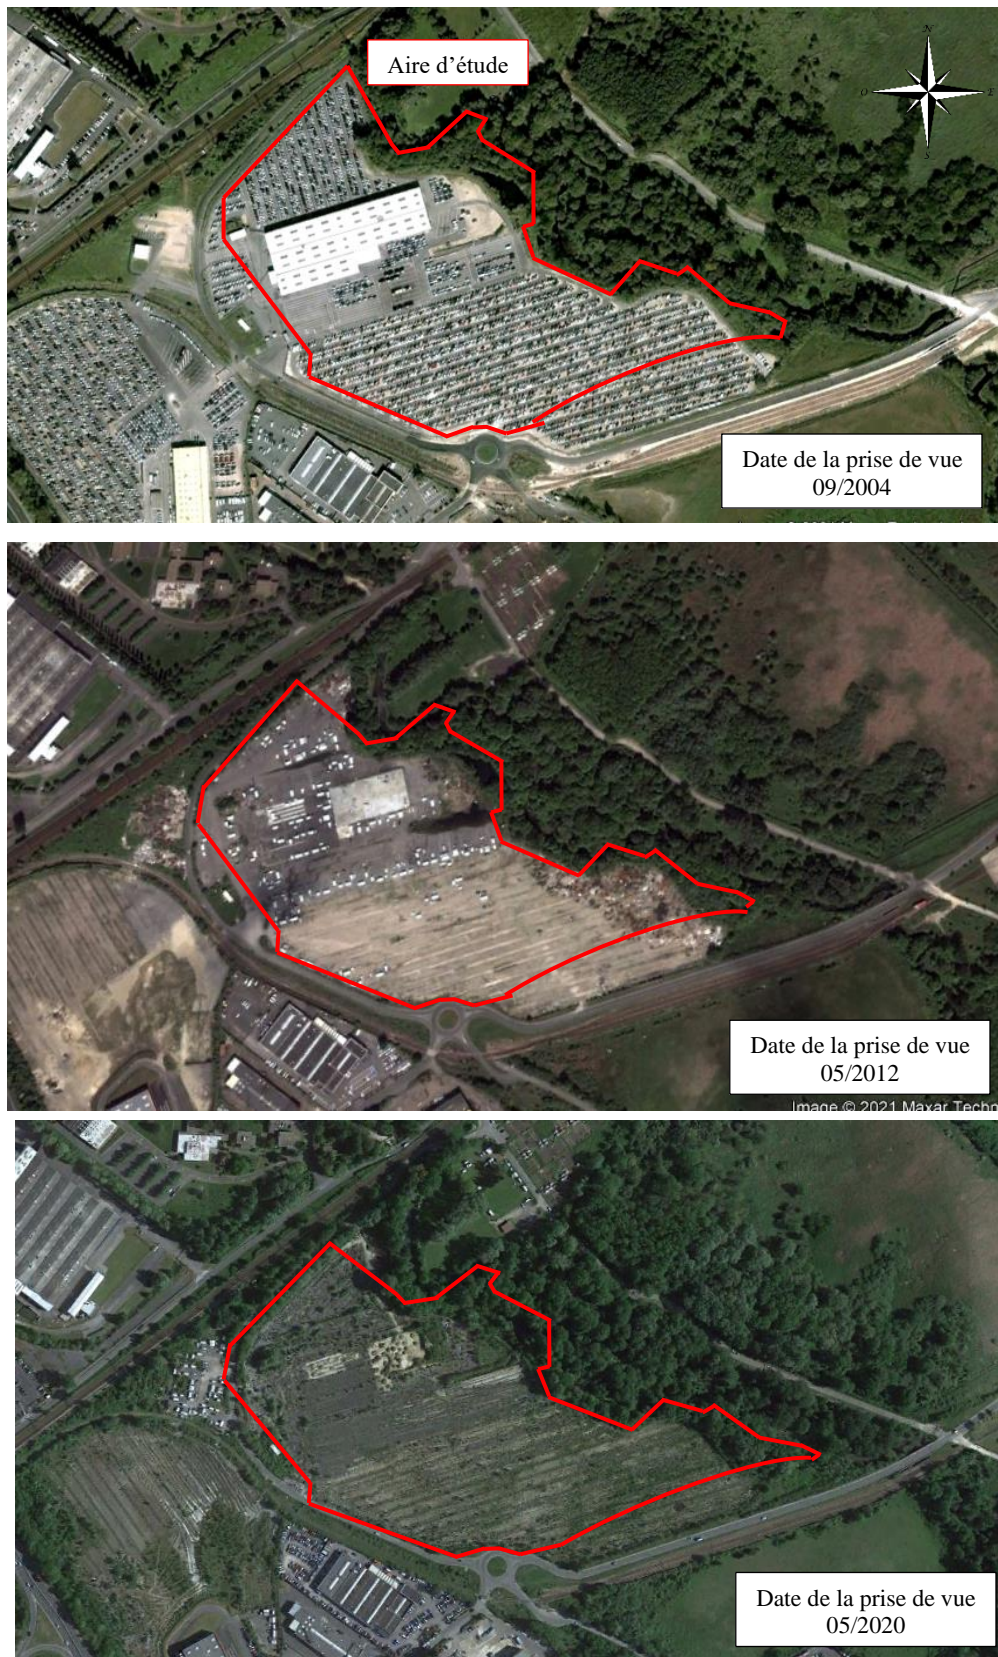 Aire d'étude
N
O
E
S
Date de la prise de vue
09/2004
Date de la prise de vue
05/2012
Image © 2021 Maxar Techno
Date de la prise de vue
05/2020